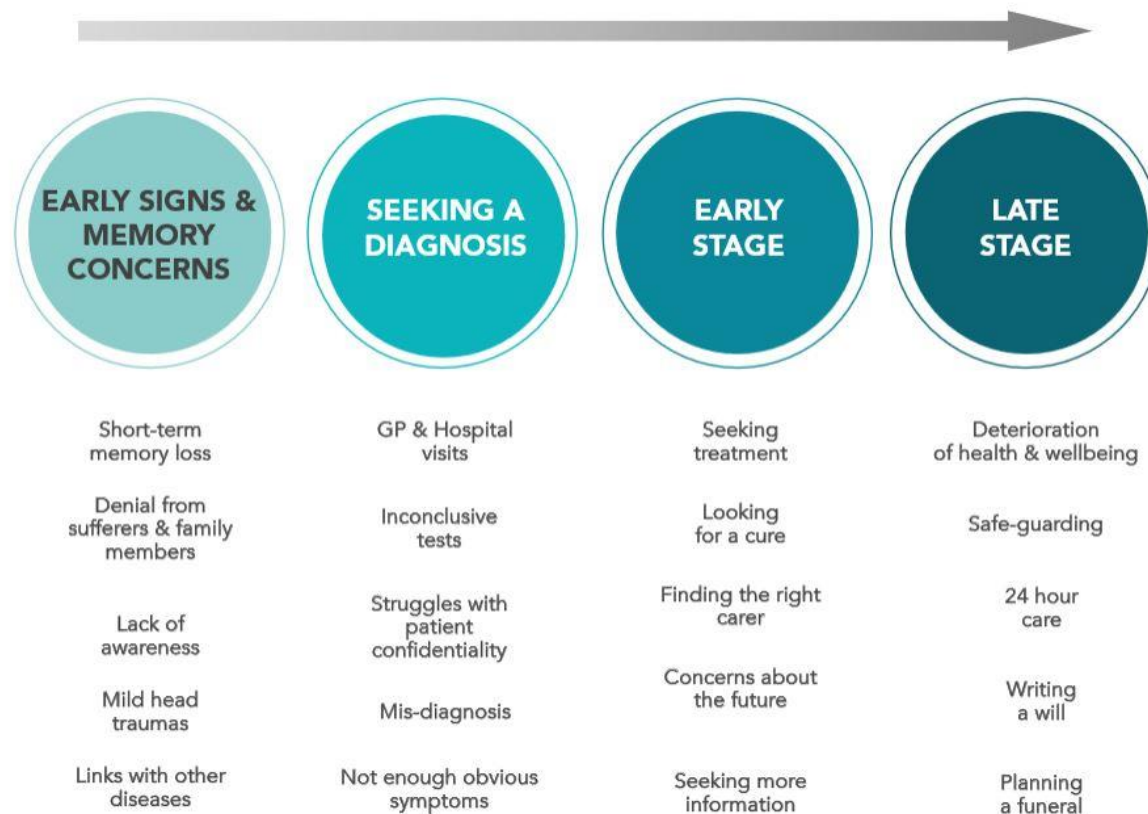 EARLY SIGNS &
MEMORY
CONCERNS
Short-term
memory loss
Denial from
sufferers & family
members
Lack of
awareness
Mild head
traumas
Links with other
diseases
SEEKING A
DIAGNOSIS
GP & Hospital
visits
Inconclusive
tests
Struggles with
patient
confidentiality
Mis-diagnosis
Not enough obvious
symptoms
EARLY
STAGE
Seeking
treatment
Looking
for a cure
Finding the right
carer
Concerns about
the future
Seeking more
information
LATE
STAGE
Deterioration
of health & wellbeing
Safe-guarding
24 hour
care
Writing
a will
Planning
a funeral